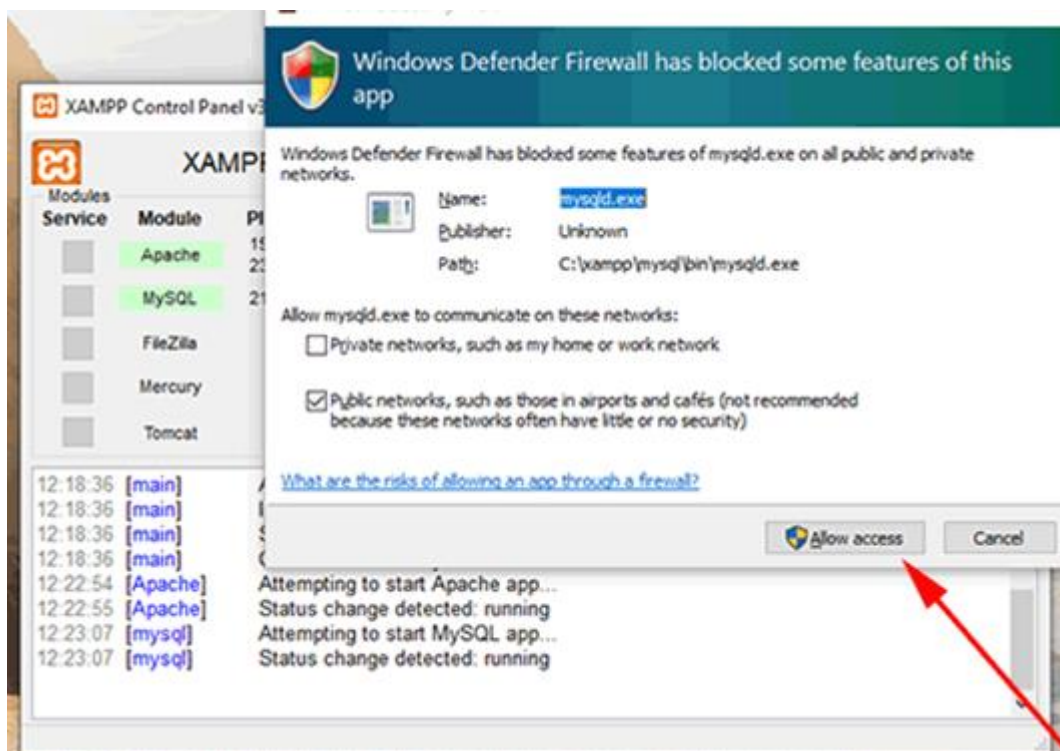 Windows Defender Firewall has blocked some features of this
app
Windows Defender Firewall has blocked some features of mysqld.exe on all public and private
networks.
Name: mysqld.exe
Publisher: Unknown
Path: C:\xampp\mysql\bin\mysqld.exe
Allow mysqld.exe to communicate on these networks:
Private networks, such as my home or work network
Public networks, such as those in airports and cafés (not recommended
because these networks often have little or no security)
What are the risks of allowing an app through a firewall?
Allow access Cancel
XAMPP Control Panel
Modules
Service Module
Apache
MySQL
FileZilla
Mercury
Tomcat
12:18:36 [main]
12:18:36 [main]
12:18:36 [main]
12:18:36 [main]
12:22:54 [Apache] Attempting to start Apache app...
12:22:55 [Apache] Status change detected: running
12:23:07 [mysql] Attempting to start MySQL app...
12:23:07 [mysql] Status change detected: running